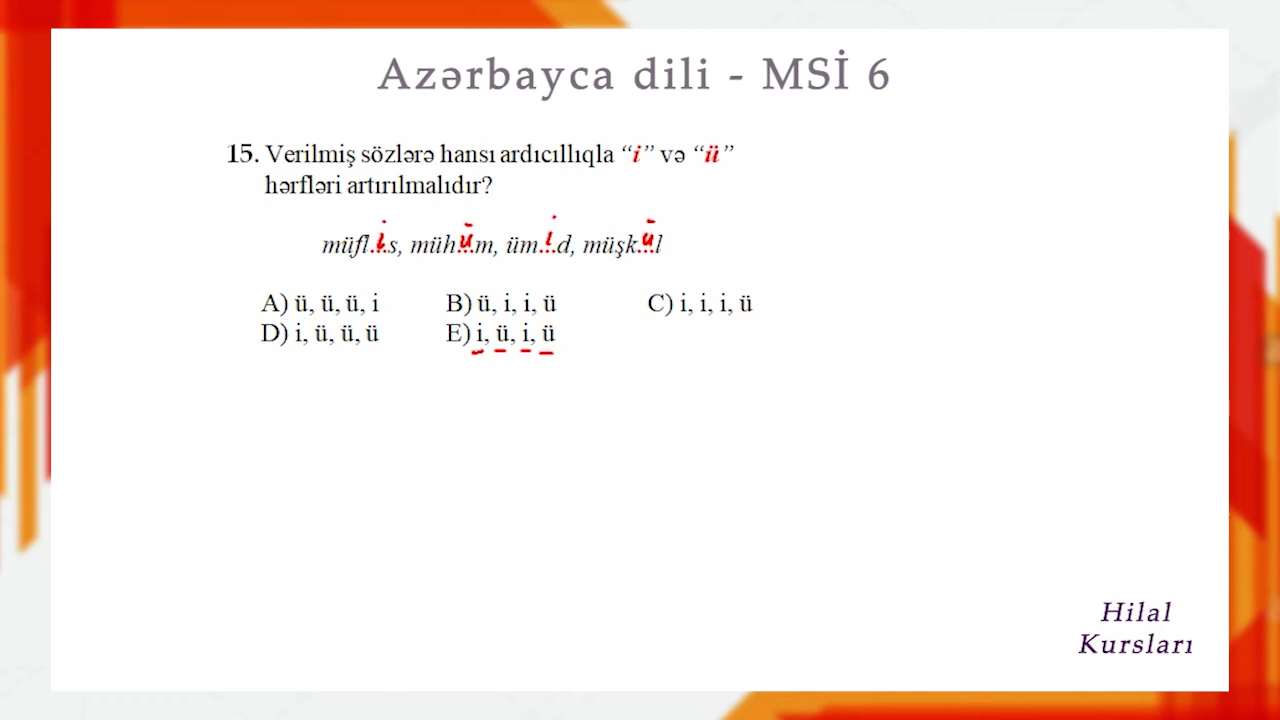 Azərbayca dili - MSİ 6
15. Verilmiş sözlərə hansı ardıcıllıqla “i” və “ü”
hərfləri artırılmalıdır?
müfl...s, müh...m, üm...d, müşk...l
i ü i ü
A) ü, ü, ü, i B) ü, i, i, ü C) i, i, i, ü
D) i, ü, ü, ü E) i, ü, i, ü
Hilal
Kursları